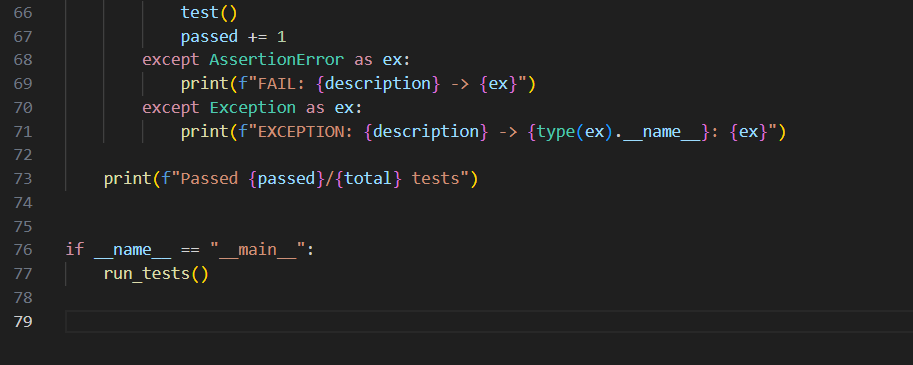 66            test()
67            passed += 1
68        except AssertionError as ex:
69            print(f"FAIL: {description} -> {ex}")
70        except Exception as ex:
71            print(f"EXCEPTION: {description} -> {type(ex).__name__}: {ex}")
72
73    print(f"Passed {passed}/{total} tests")
74
75
76 if __name__ == "__main__":
77    run_tests()
78
79